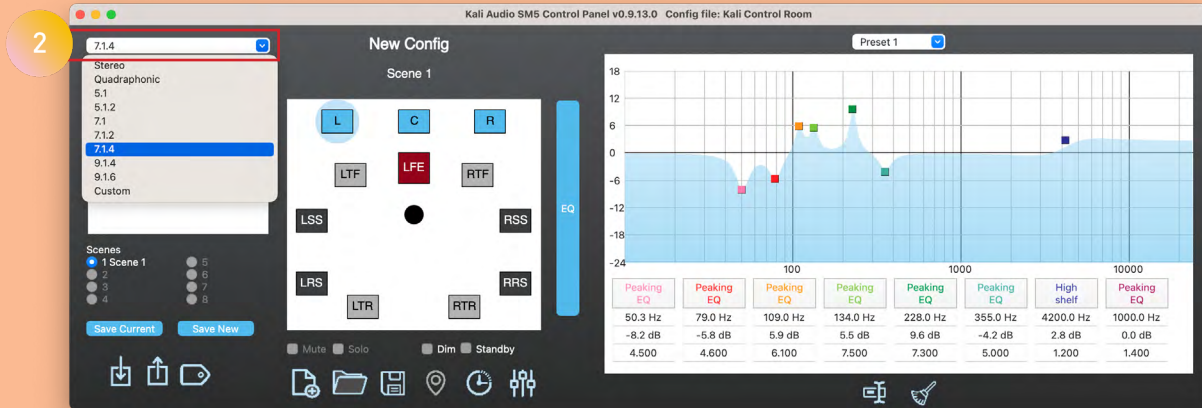 2
Kali Audio SM5 Control Panel v0.9.13.0 Config file: Kali Control Room
7.1.4
Stereo
Quadraphonic
5.1
5.1.2
7.1
7.1.2
7.1.4
9.1.4
9.1.6
Custom
Scenes
1 Scene 1
2
3
4
5
6
7
8
Save Current Save New
New Config
Scene 1
L C R
LTF LFE RTF
LSS RSS
LRS RRS
LTR RTR
EQ
Mute Solo Dim Standby
Preset 1
18
12
6
0
-6
-12
-18
-24
100 1000 10000
Peaking Peaking Peaking Peaking Peaking Peaking High Peaking
EQ EQ EQ EQ EQ EQ shelf EQ
50.3 Hz 79.0 Hz 109.0 Hz 134.0 Hz 228.0 Hz 355.0 Hz 4200.0 Hz 1000.0 Hz
-8.2 dB -5.8 dB 5.9 dB 5.5 dB 9.6 dB -4.2 dB 2.8 dB 0.0 dB
4.500 4.600 6.100 7.500 7.300 5.000 1.200 1.400